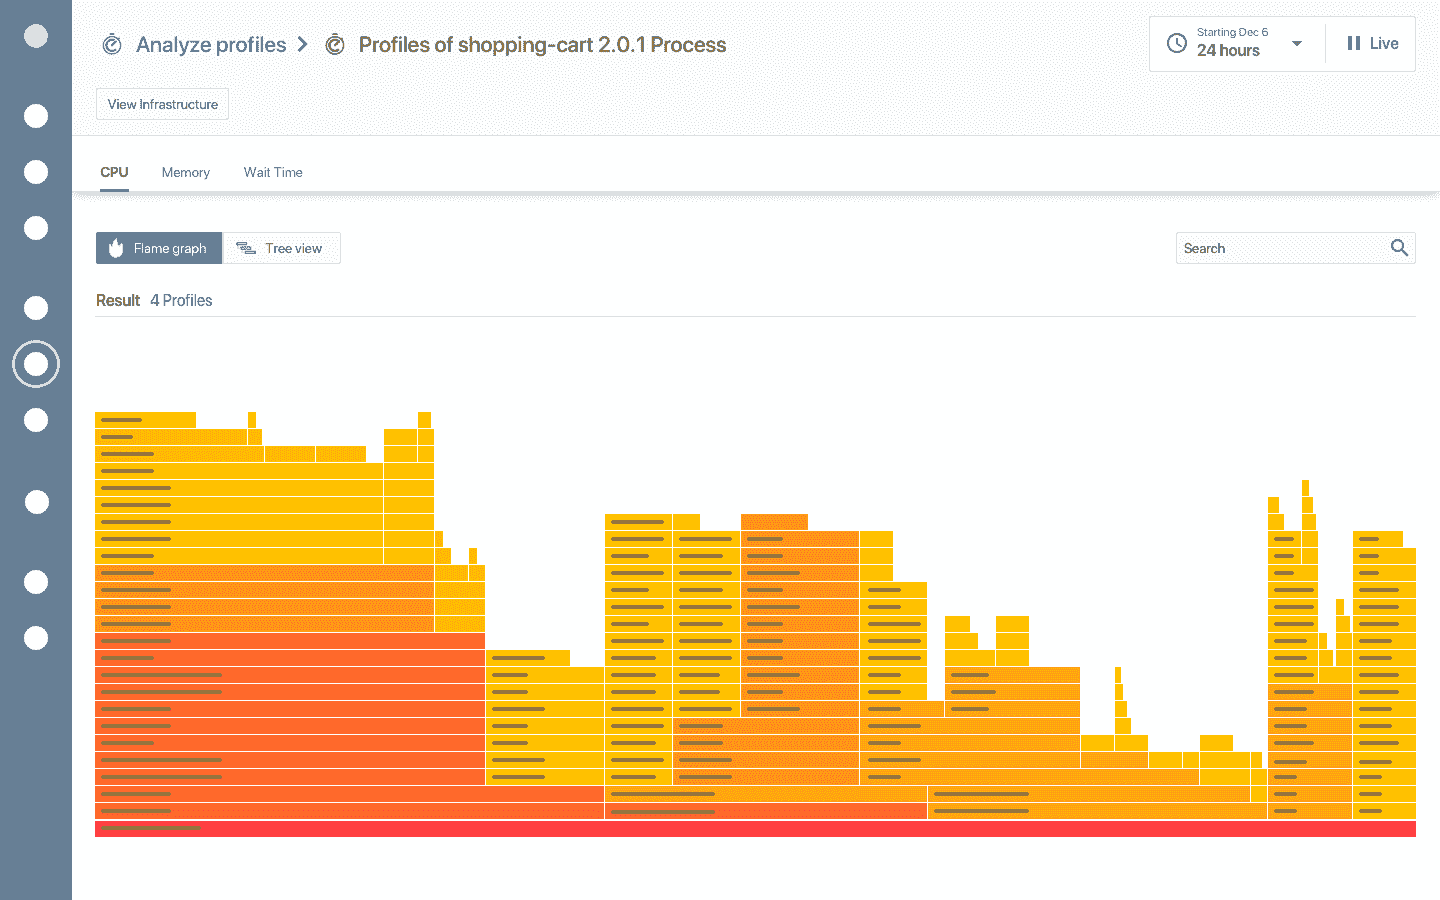 Analyze profiles
Profiles of shopping-cart 2.0.1 Process
Starting Dec 6
24 hours
Live
View Infrastructure
CPU
Memory
Wait Time
Flame graph
Tree view
Search
Result 4 Profiles